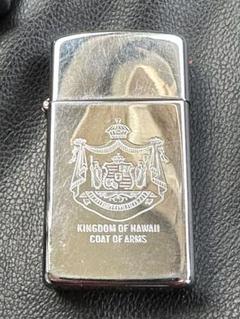 KINGDOM OF HAWAII
COAT OF ARMS